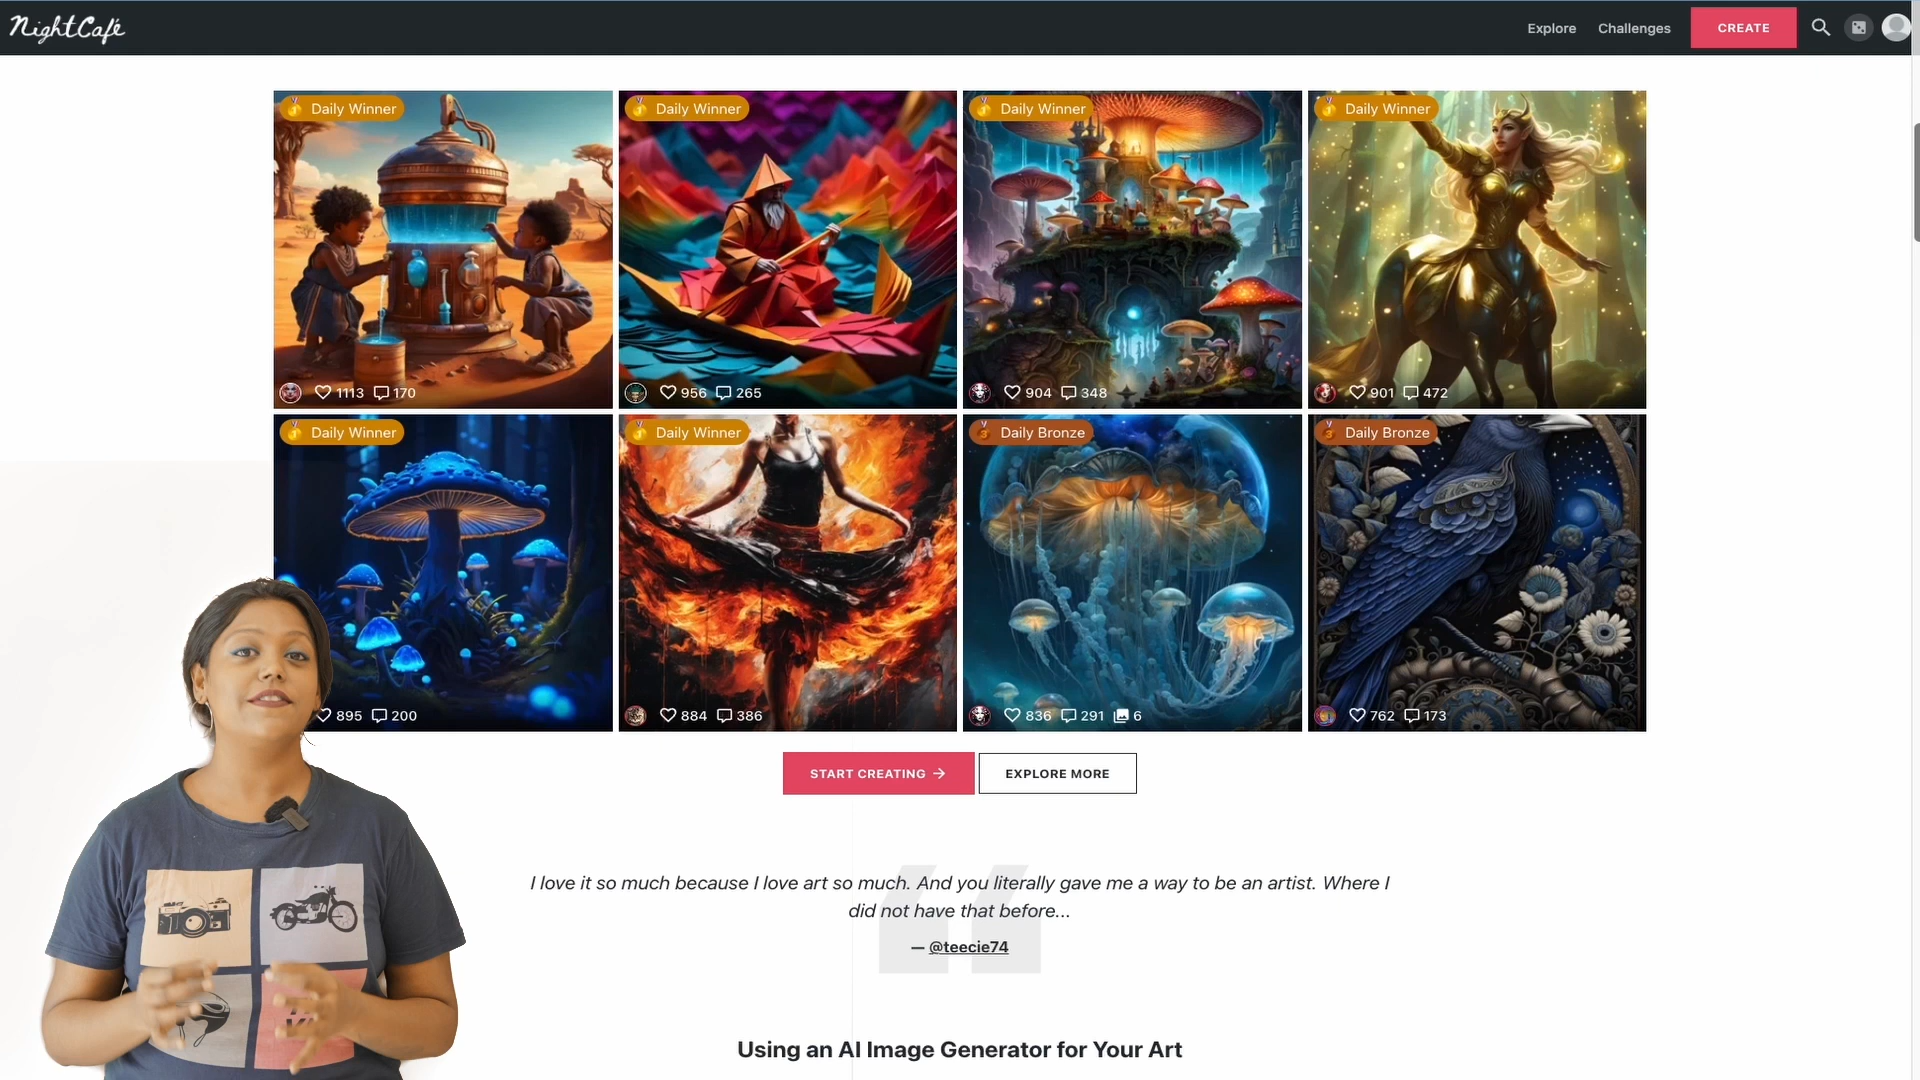 NightCafé
Explore
Challenges
CREATE
Daily Winner
Daily Winner
Daily Winner
Daily Winner
1113 170
956 265
904 348
901 472
Daily Winner
Daily Winner
3 Daily Bronze
3 Daily Bronze
895 200
884 386
836 291 6
762 173
START CREATING
EXPLORE MORE
I love it so much because I love art so much. And you literally gave me a way to be an artist. Where I
did not have that before...
— @teecie74
Using an AI Image Generator for Your Art